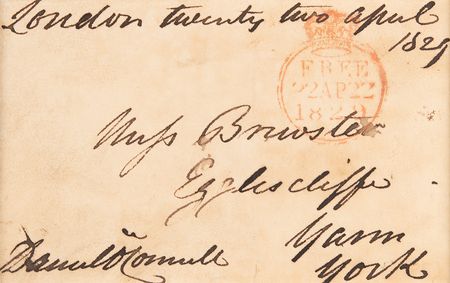 London twenty two April
1829
FREE
22AP22
1829
Miss Brewster
Egglescliffe
Yarm
York
Daniel O'Connell